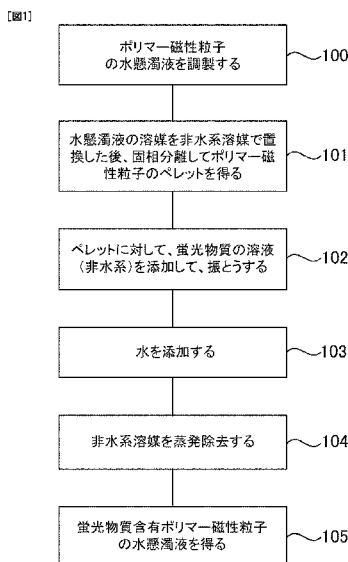 [図1]
ポリマー磁性粒子
の水懸濁液を調製する
100
水懸濁液の溶媒を非水系溶媒で置
換した後、固相分離してポリマー磁
性粒子のペレットを得る
101
ペレットに対して、蛍光物質の溶液
(非水系)を添加して、振とうする
102
水を添加する
103
非水系溶媒を蒸発除去する
104
蛍光物質含有ポリマー磁性粒子
の水懸濁液を得る
105